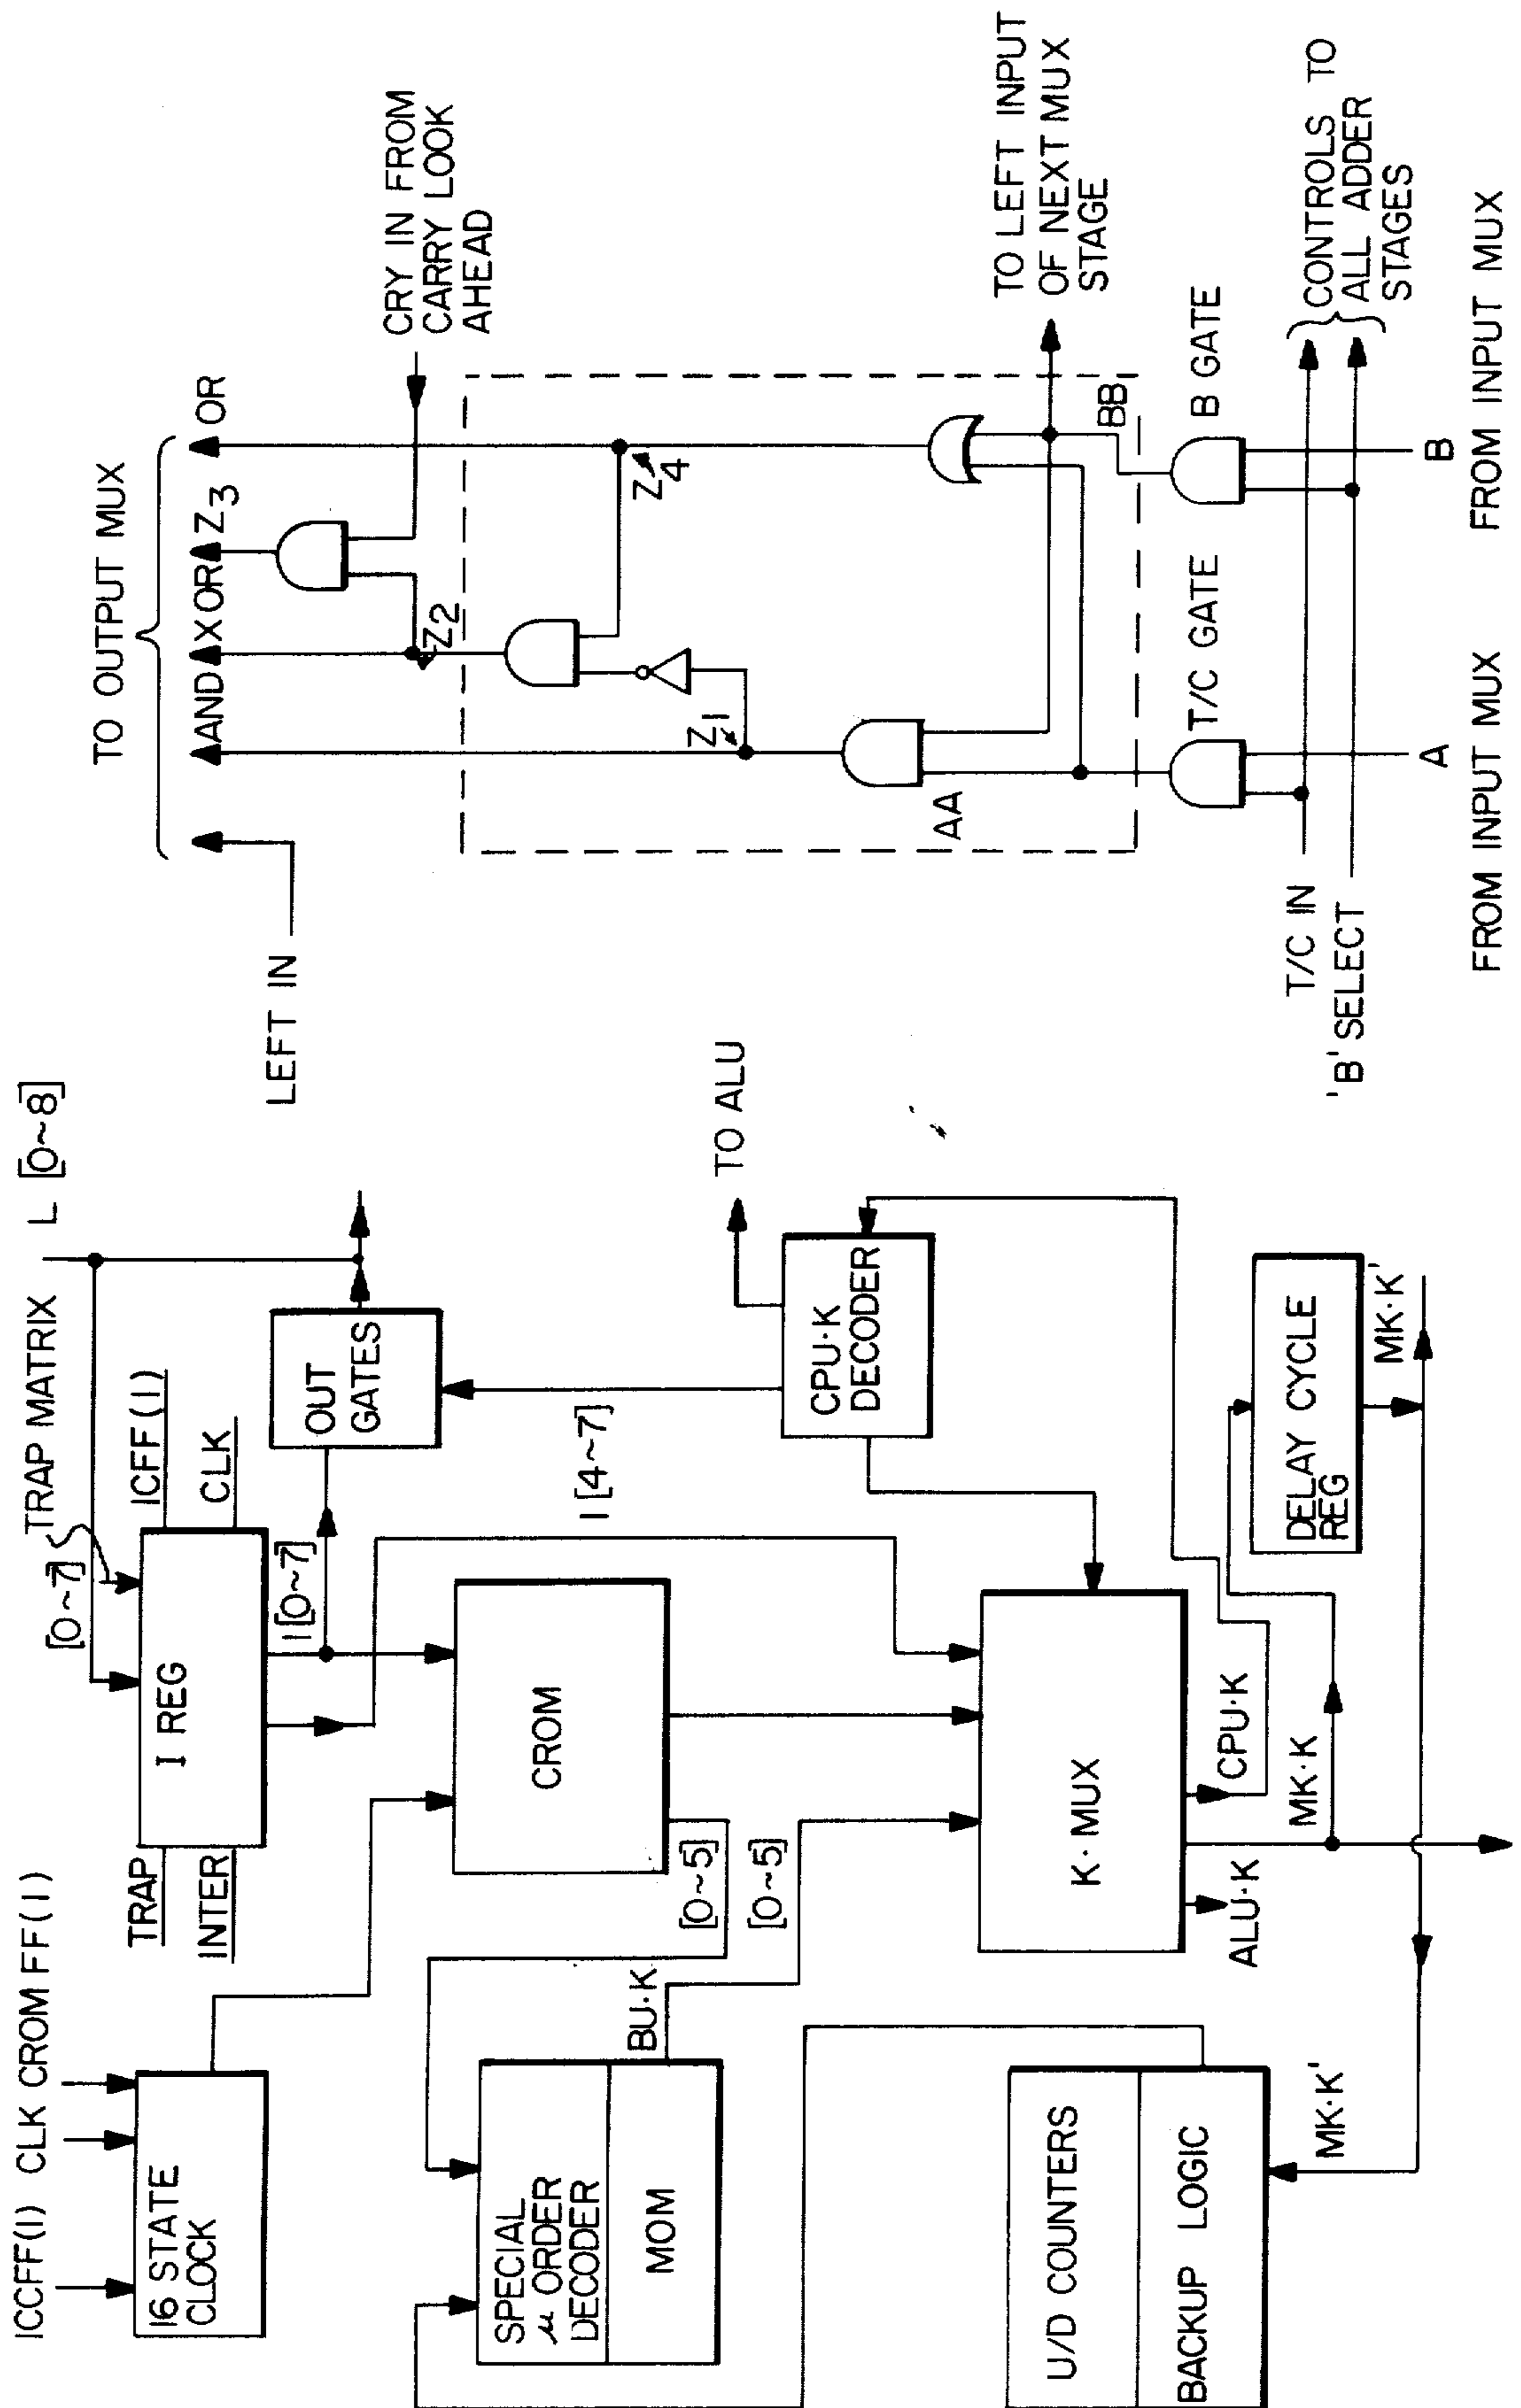 ICCFF(1) CLK CROM FF(1)
16 STATE
CLOCK
TRAP
INTER
I REG
[0~7]
TRAP MATRIX
L [0~8]
ICFF(1)
CLK
I[0~7]
OUT
GATES
CROM
I[4~7]
[0~5]
[0~5]
SPECIAL
μ ORDER
DECODER
MOM
BU·K
TO ALU
CPU·K
DECODER
K·MUX
ALU·K
MK·K
CPU·K
DELAY CYCLE
REG
MK·K'
U/D COUNTERS
BACKUP LOGIC
MK·K'
TO OUTPUT MUX
LEFT IN
AND
XOR
Z3
OR
CRY IN FROM
CARRY LOOK
AHEAD
Z2
Z1
Z4
AA
BB
TO LEFT INPUT
OF NEXT MUX
STAGE
T/C GATE
B GATE
T/C IN
'B' SELECT
CONTROLS TO
ALL ADDER
STAGES
A
B
FROM INPUT MUX
FROM INPUT MUX